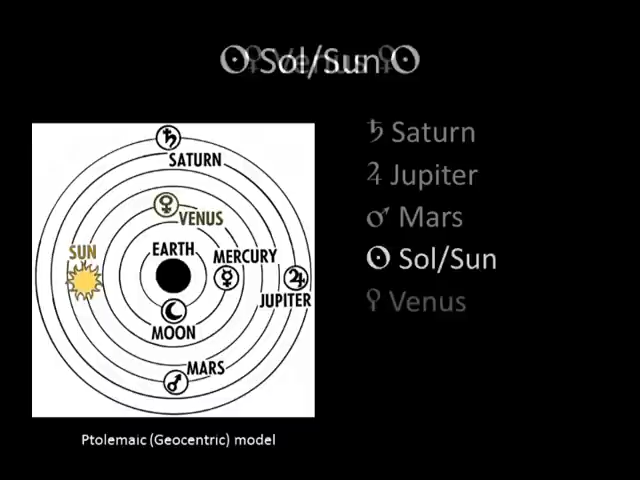 ☉ Sol/Sun ☉
♀ Venus ♀
♄ Saturn
♃ Jupiter
♂ Mars
☉ Sol/Sun
♀ Venus
SATURN
VENUS
SUN
EARTH
MERCURY
JUPITER
MOON
MARS
Ptolemaic (Geocentric) model